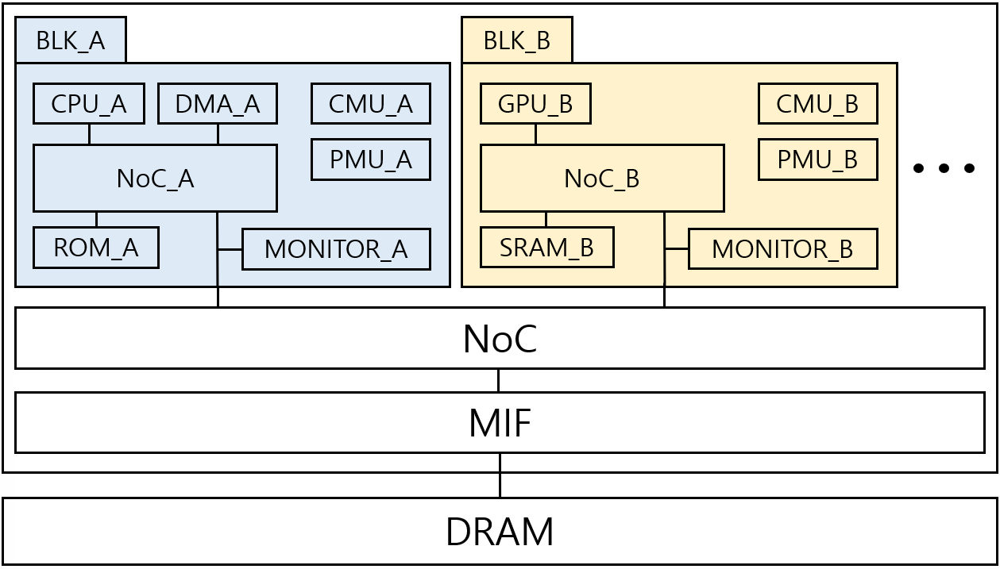 BLK_A
CPU_A
DMA_A
CMU_A
PMU_A
NoC_A
ROM_A
MONITOR_A
BLK_B
GPU_B
CMU_B
PMU_B
NoC_B
SRAM_B
MONITOR_B
NoC
MIF
DRAM